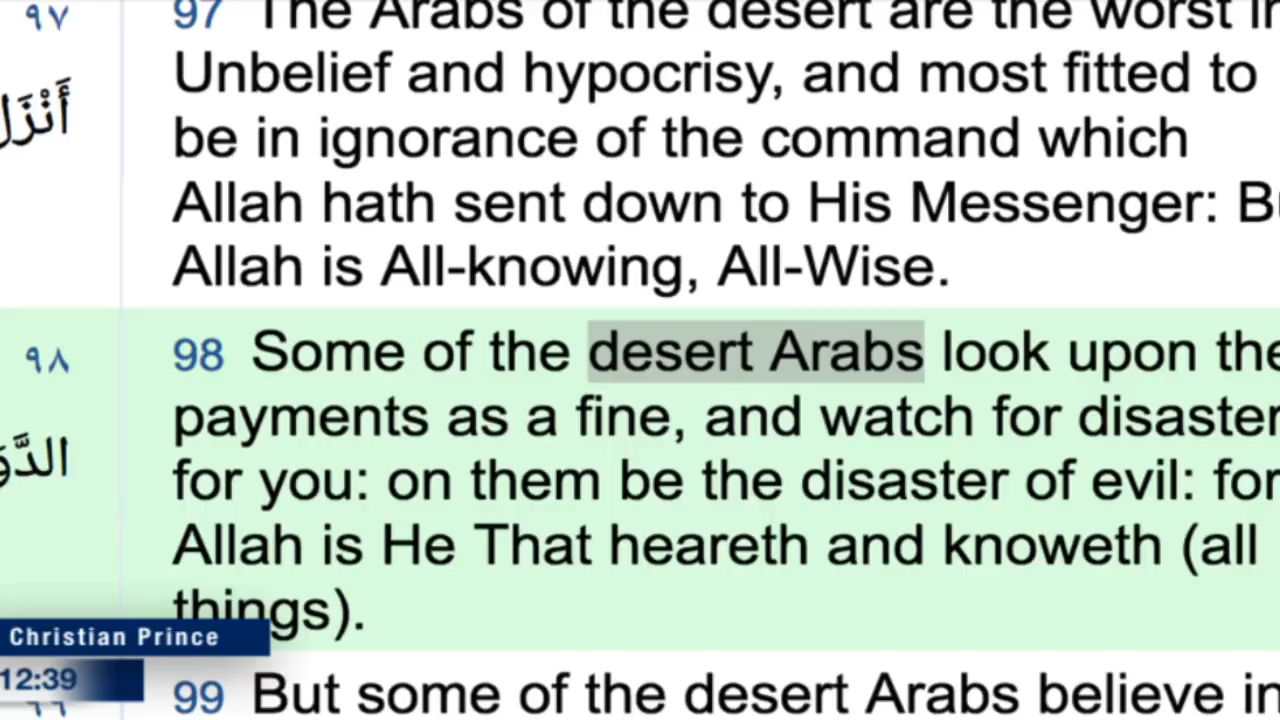 ٩٧ 97 The Arabs of the desert are the worst in
Unbelief and hypocrisy, and most fitted to
أَنْزَلَ be in ignorance of the command which
Allah hath sent down to His Messenger: Bu
Allah is All-knowing, All-Wise.
٩٨ 98 Some of the desert Arabs look upon the
payments as a fine, and watch for disaster
for you: on them be the disaster of evil: for
Allah is He That heareth and knoweth (all
things).
Christian Prince
12:39
99 But some of the desert Arabs believe in